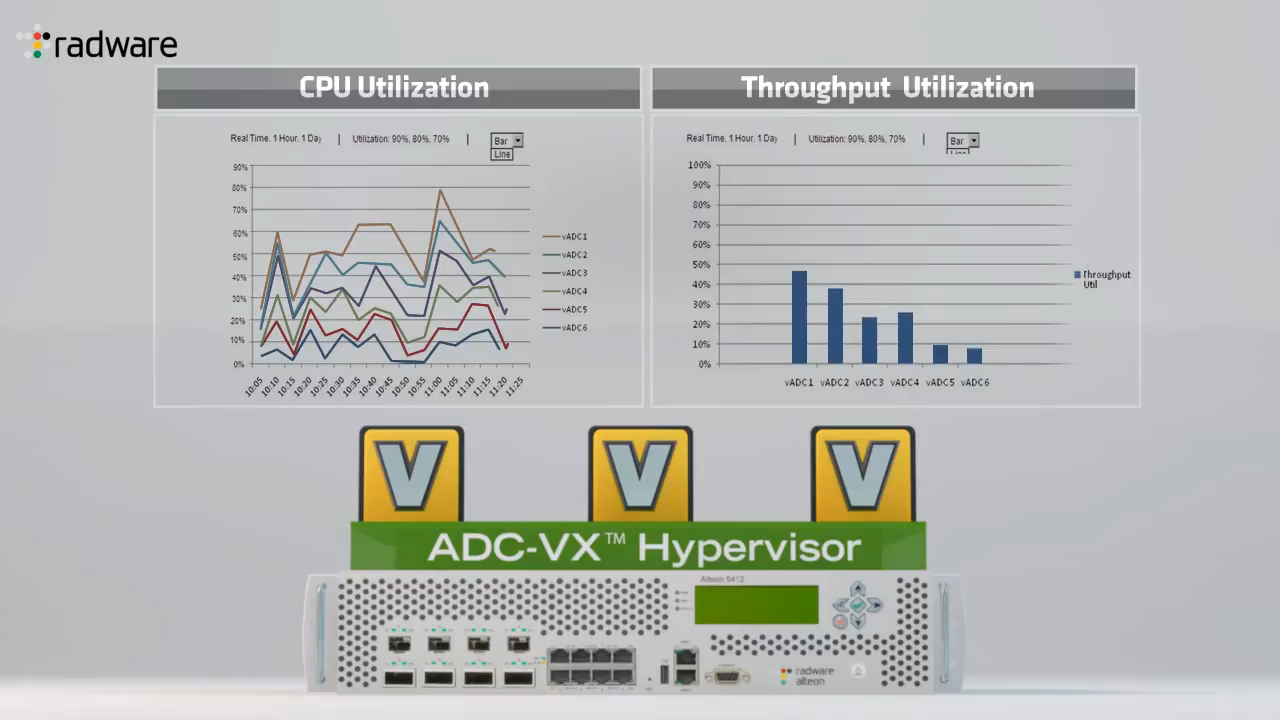 radware
CPU Utilization
Throughput Utilization
Real Time, 1 Hour, 1 Day | Utilization: 90%, 80%, 70% | Bar
Line
90%
80%
70%
60%
50%
40%
30%
20%
10%
0%
10:05 10:10 10:15 10:20 10:25 10:30 10:35 10:40 10:45 10:50 10:55 11:00 11:05 11:10 11:15 11:20 11:25
vADC1
vADC2
vADC3
vADC4
vADC5
vADC6
Real Time, 1 Hour, 1 Day | Utilization: 90%, 80%, 70% | Bar
Line
100%
90%
80%
70%
60%
50%
40%
30%
20%
10%
0%
vADC1 vADC2 vADC3 vADC4 vADC5 vADC6
Throughput
Util
V V V
ADC-VX™ Hypervisor
Alteon 5412
radware
alteon